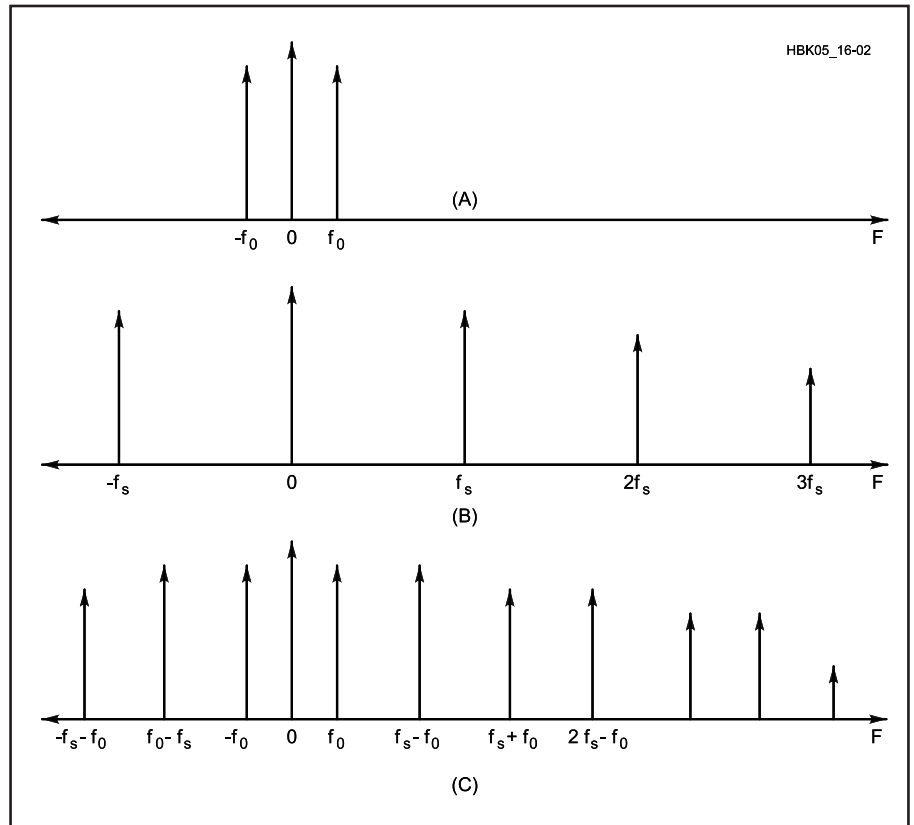 HBK05_16-02
(A)
-f₀ 0 f₀ F
-fₛ 0 fₛ 2fₛ 3fₛ F
(B)
-fₛ-f₀ f₀-fₛ -f₀ 0 f₀ fₛ-f₀ fₛ+f₀ 2 fₛ-f₀ F
(C)